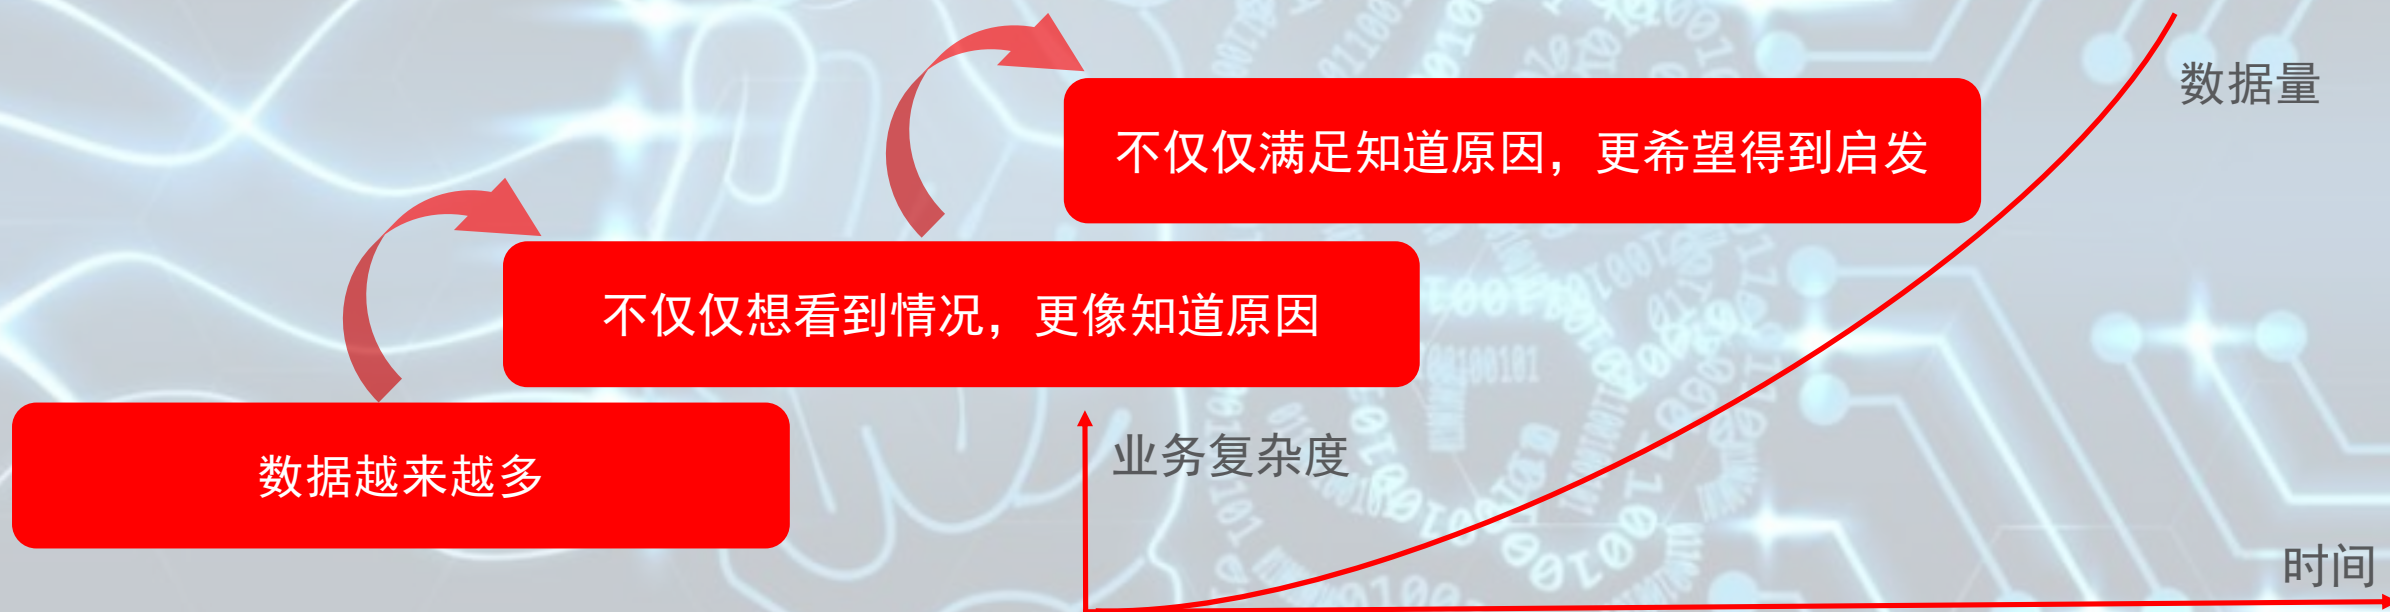 数据量
不仅仅满足知道原因，更希望得到启发
不仅仅想看到情况，更像知道原因
业务复杂度
数据越来越多
时间